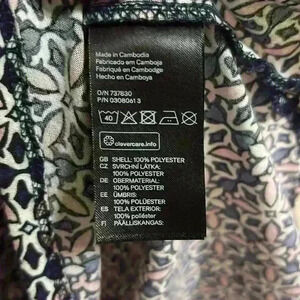 Made in Cambodia
Fabricado em Camboja
Fabriqué en Cambodge
Hecho en Camboya
O/N 737630
P/N 0308061 3
40
clevercare.info
GB SHELL: 100% POLYESTER
CZ SVRCHNÍ LÁTKA:
100% POLYESTER
DE OBERMATERIAL:
100% POLYESTER
EE ÜMBRIS:
100% POLÜESTER
ES TELA EXTERIOR:
100% poliéster
FI PÄÄLLISKANGAS: